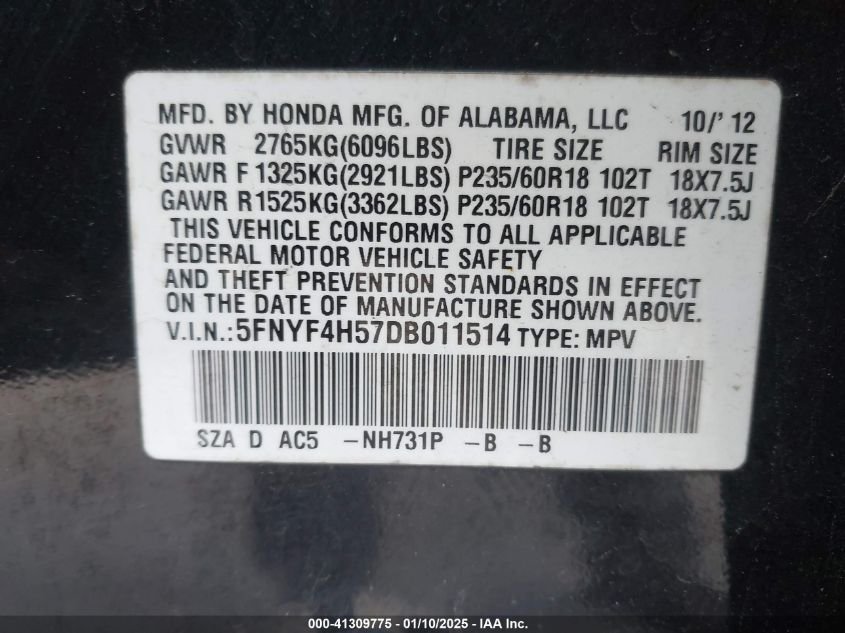 MFD. BY HONDA MFG. OF ALABAMA, LLC 10/' 12
GVWR 2765KG(6096LBS) TIRE SIZE RIM SIZE
GAWR F 1325KG(2921LBS) P235/60R18 102T 18X7.5J
GAWR R 1525KG(3362LBS) P235/60R18 102T 18X7.5J
THIS VEHICLE CONFORMS TO ALL APPLICABLE
FEDERAL MOTOR VEHICLE SAFETY
AND THEFT PREVENTION STANDARDS IN EFFECT
ON THE DATE OF MANUFACTURE SHOWN ABOVE.
V.I.N.:5FNYF4H57DB011514 TYPE: MPV
SZA D AC5 -NH731P -B -B
000-41309775 - 01/10/2025 - IAA Inc.